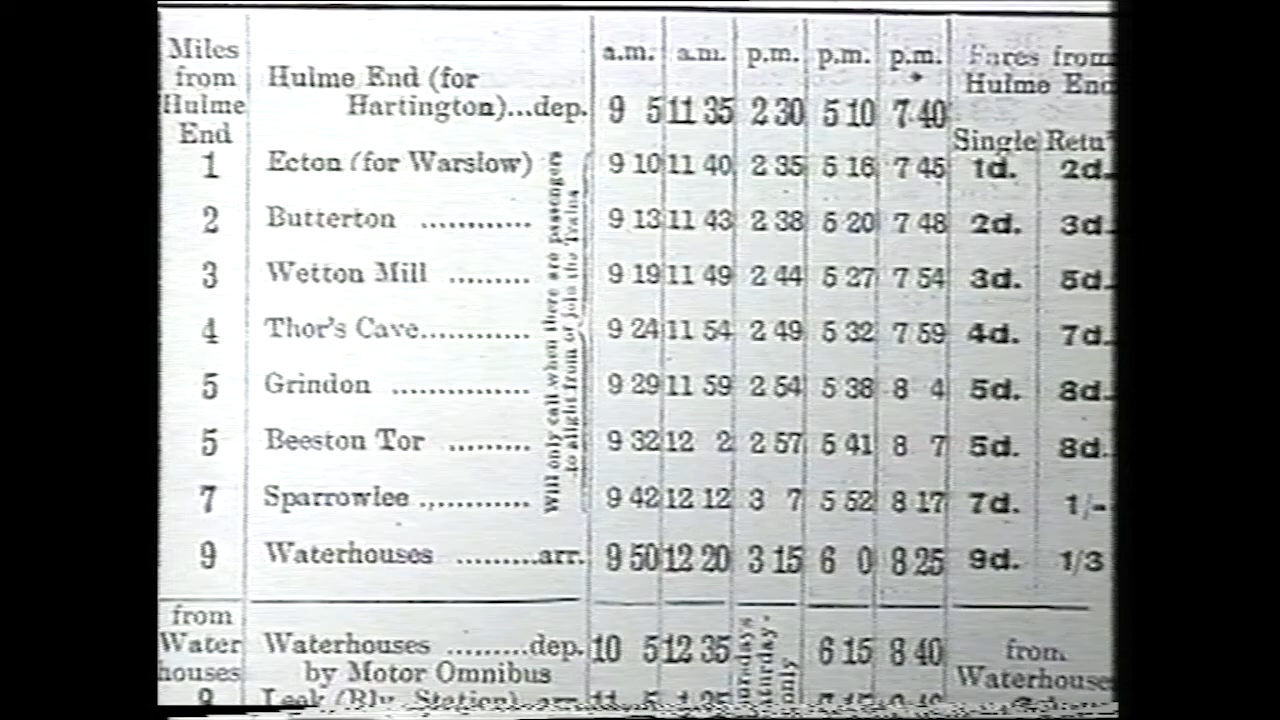 Miles a.m. a.m. p.m. p.m. p.m. Fares from
from Hulme End (for * Hulme End
Hulme Hartington)...dep. 9 5 11 35 2 30 5 10 7 40
End Single Retu
1 Ecton (for Warslow) 9 10 11 40 2 35 5 16 7 45 1d. 2d.
2 Butterton ............ 9 13 11 43 2 38 5 20 7 48 2d. 3d.
3 Wetton Mill ......... 9 19 11 49 2 44 5 27 7 54 3d. 5d.
4 Thor's Cave............ 9 24 11 54 2 49 5 32 7 59 4d. 7d.
5 Grindon ............... 9 29 11 59 2 54 5 38 8 4 5d. 8d.
5 Beeston Tor ......... 9 32 12 2 2 57 5 41 8 7 5d. 8d.
7 Sparrowlee ............ 9 42 12 12 3 7 5 52 8 17 7d. 1/-
Will only call when there are passengers
to alight from or join the Trains
9 Waterhouses .........arr. 9 50 12 20 3 15 6 0 8 25 9d. 1/3
from
Water Waterhouses .........dep. 10 5 12 35 6 15 8 40 from
houses by Motor Omnibus Waterhouse
only
Leek (Rly. Station) arr.